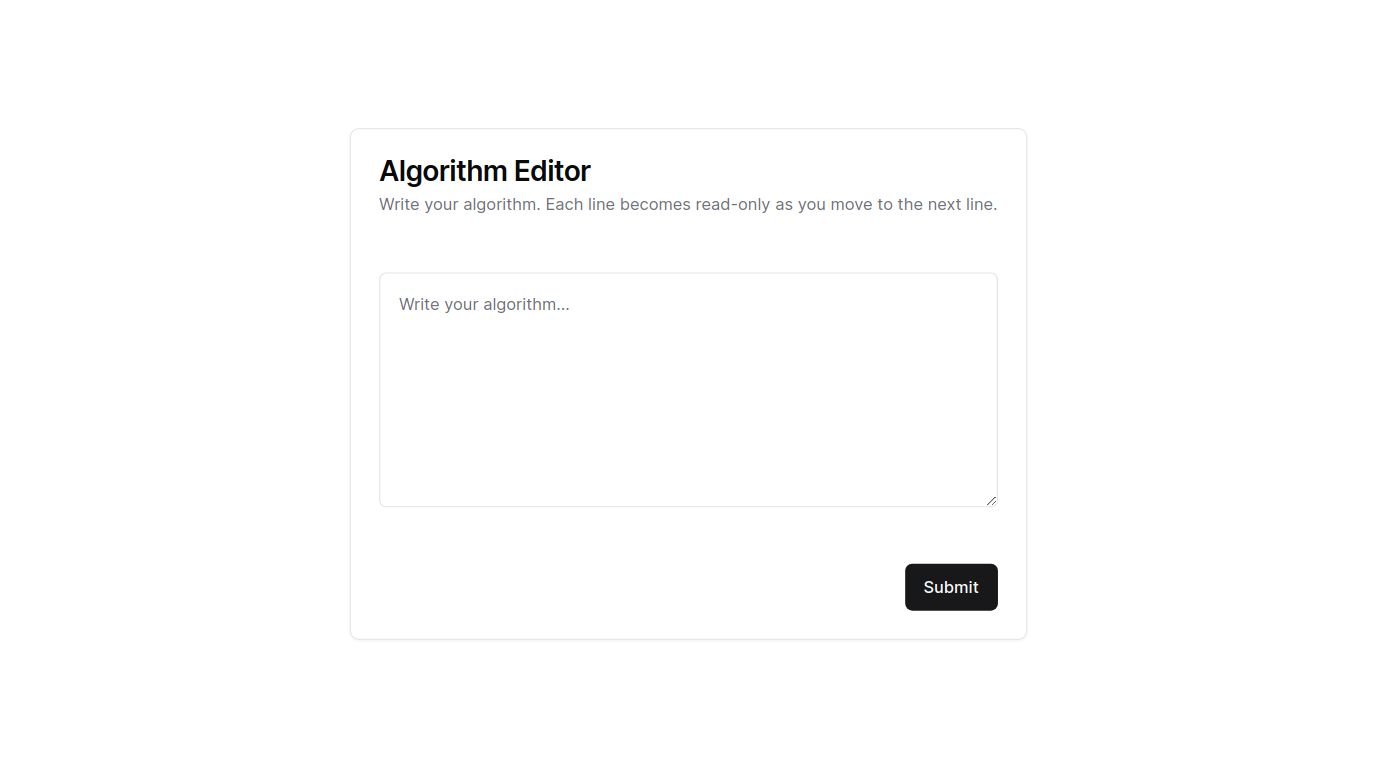 Algorithm Editor
Write your algorithm. Each line becomes read-only as you move to the next line.
Write your algorithm...
Submit